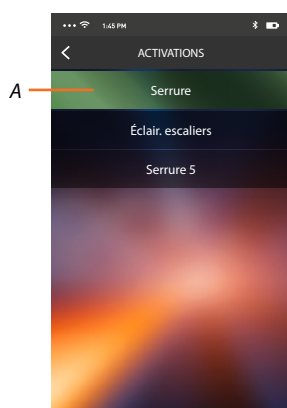 1:45 PM
ACTIVATIONS
A
Serrure
Éclair. escaliers
Serrure 5